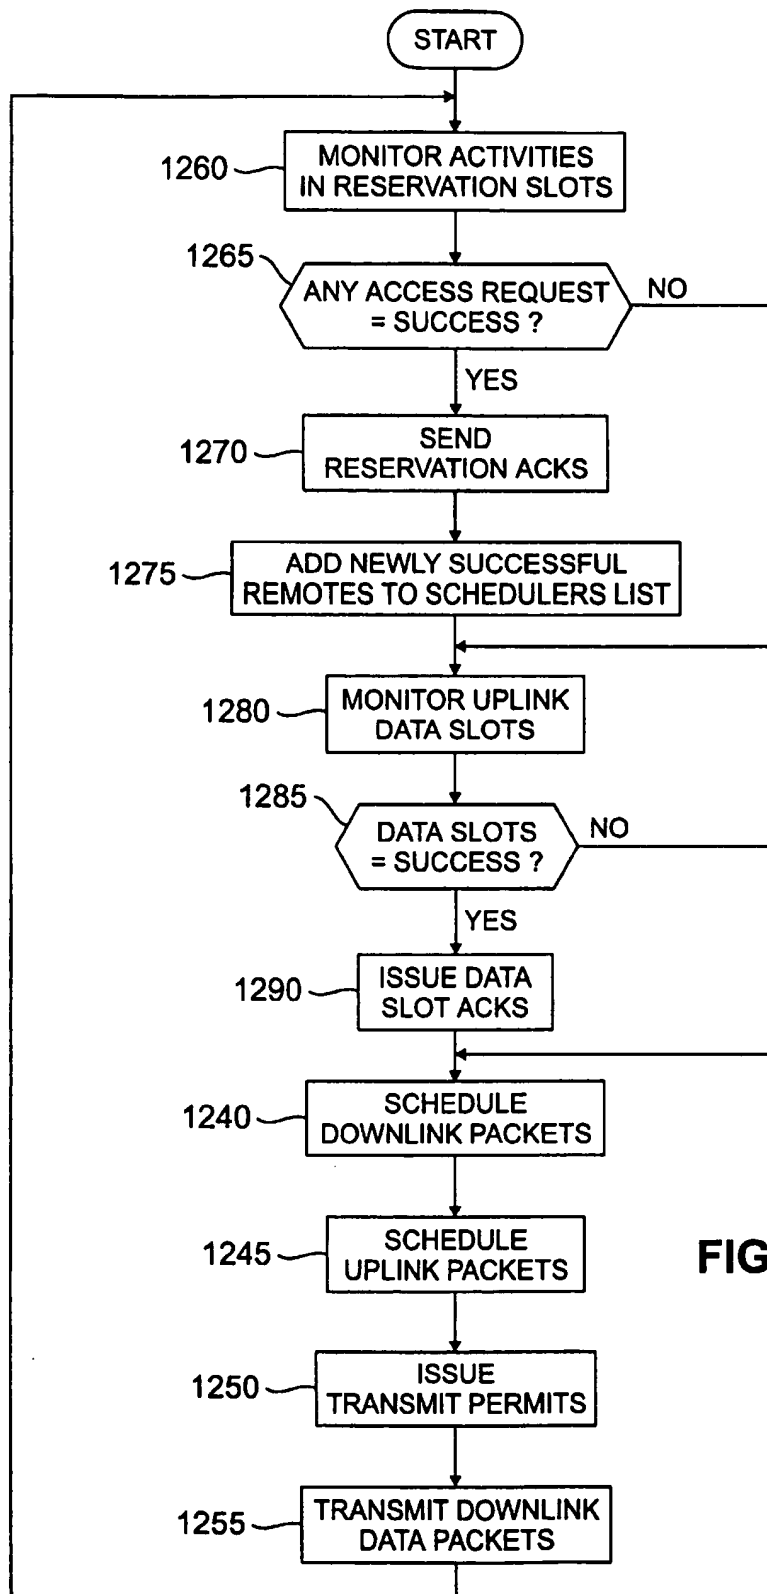 START
1260
MONITOR ACTIVITIES
IN RESERVATION SLOTS
1265
ANY ACCESS REQUEST
= SUCCESS ?
NO
YES
1270
SEND
RESERVATION ACKS
1275
ADD NEWLY SUCCESSFUL
REMOTES TO SCHEDULERS LIST
1280
MONITOR UPLINK
DATA SLOTS
1285
DATA SLOTS
= SUCCESS ?
NO
YES
1290
ISSUE DATA
SLOT ACKS
1240
SCHEDULE
DOWNLINK PACKETS
1245
SCHEDULE
UPLINK PACKETS
FIG
1250
ISSUE
TRANSMIT PERMITS
1255
TRANSMIT DOWNLINK
DATA PACKETS